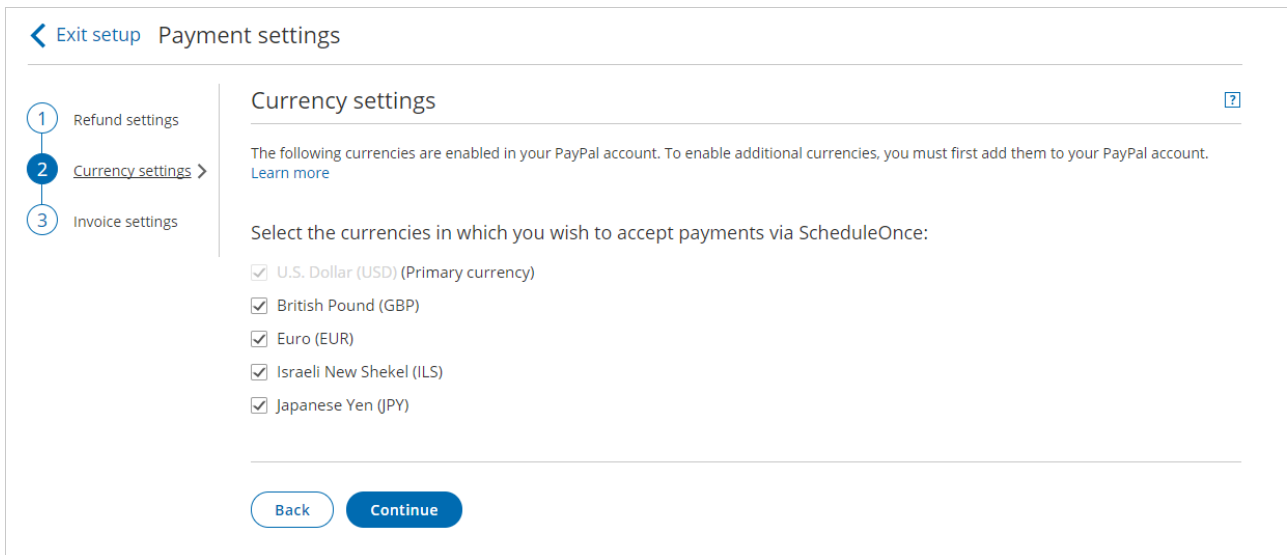 Exit setup Payment settings
1 Refund settings
2 Currency settings
3 Invoice settings
Currency settings
?
The following currencies are enabled in your PayPal account. To enable additional currencies, you must first add them to your PayPal account.
Learn more
Select the currencies in which you wish to accept payments via ScheduleOnce:
U.S. Dollar (USD) (Primary currency)
British Pound (GBP)
Euro (EUR)
Israeli New Shekel (ILS)
Japanese Yen (JPY)
Back Continue